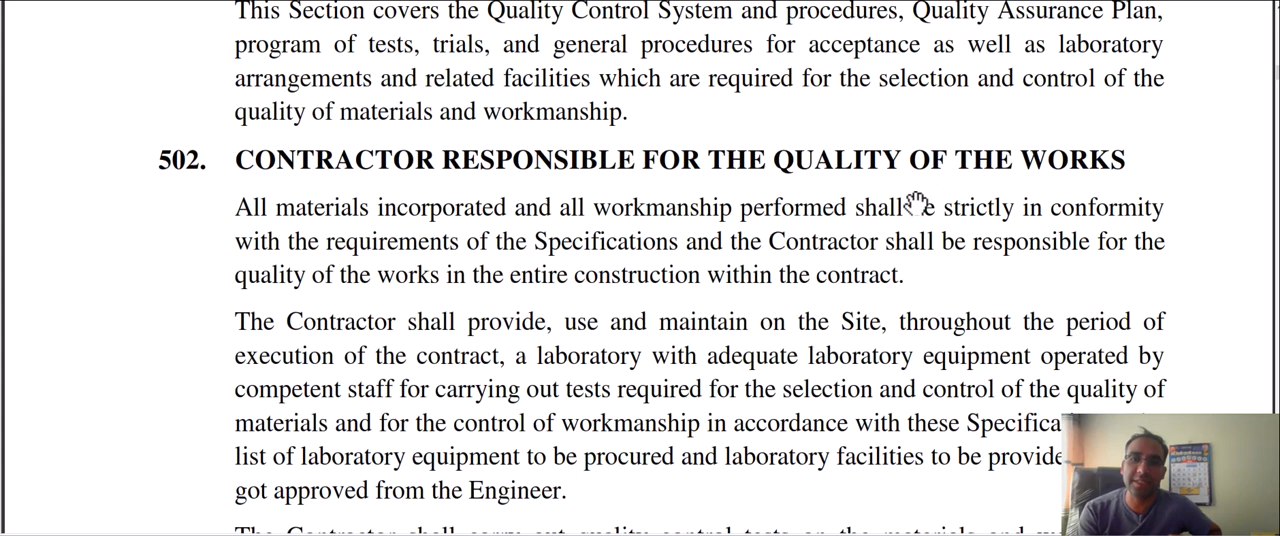 This Section covers the Quality Control System and procedures, Quality Assurance Plan,
program of tests, trials, and general procedures for acceptance as well as laboratory
arrangements and related facilities which are required for the selection and control of the
quality of materials and workmanship.
502. CONTRACTOR RESPONSIBLE FOR THE QUALITY OF THE WORKS
All materials incorporated and all workmanship performed shall strictly in conformity
with the requirements of the Specifications and the Contractor shall be responsible for the
quality of the works in the entire construction within the contract.
The Contractor shall provide, use and maintain on the Site, throughout the period of
execution of the contract, a laboratory with adequate laboratory equipment operated by
competent staff for carrying out tests required for the selection and control of the quality of
materials and for the control of workmanship in accordance with these
list of laboratory equipment to be procured and laboratory facilities to be
got approved from the Engineer.